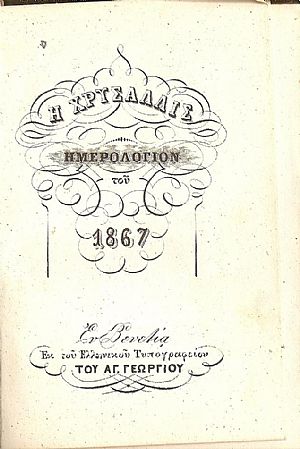 Η ΧΡΥΣΑΛΛΙΣ
ΗΜΕΡΟΛΟΓΙΟΝ
τοῦ
1867
Ἐν Βενετίᾳ
Ἐκ τοῦ Ἑλληνικοῦ Τυπογραφείου
ΤΟΥ ΑΓ. ΓΕΩΡΓΙΟΥ